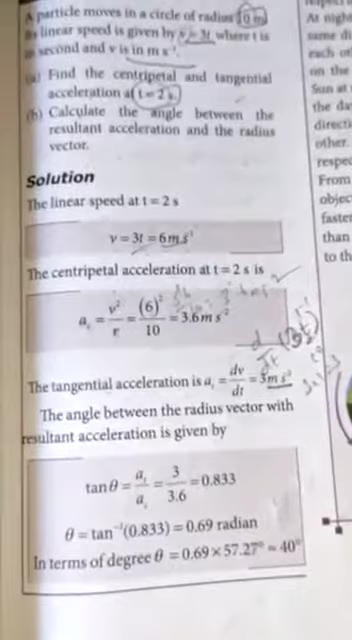 A particle moves in a circle of radius 10 m.
Its linear speed is given by v = 3t where t is
in second and v is in m s⁻¹.
(a) Find the centripetal and tangential
acceleration at t = 2 s.
(b) Calculate the angle between the
resultant acceleration and the radius
vector.
Solution
The linear speed at t = 2 s
v = 3t = 6 m s⁻¹
The centripetal acceleration at t = 2 s is
a_c = v²/r = (6)²/10 = 3.6 m s⁻²
The tangential acceleration is a_t = dv/dt = 3 m s⁻²
The angle between the radius vector with
resultant acceleration is given by
tan θ = a_t/a_c = 3/3.6 = 0.833
θ = tan⁻¹(0.833) = 0.69 radian
In terms of degree θ = 0.69 × 57.27° ≈ 40°
At night
same di
each ot
on the
Sun at
the da
directi
other.
respec
From
objec
faster
than
to th